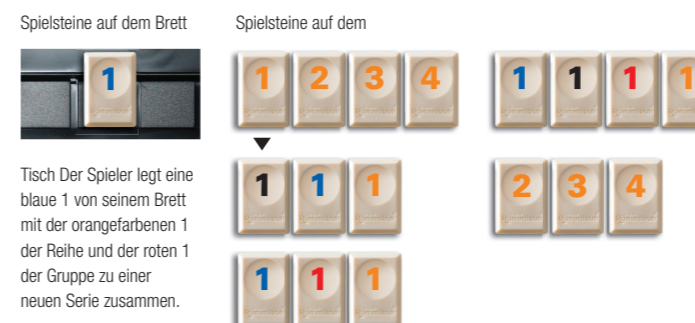 Spielsteine auf dem Brett
Spielsteine auf dem
1
1 2 3 4
1 1 1 1
Tisch Der Spieler legt eine
blaue 1 von seinem Brett
mit der orangefarbenen 1
der Reihe und der roten 1
der Gruppe zu einer
neuen Serie zusammen.
1 1 1
2 3 4
1 1 1